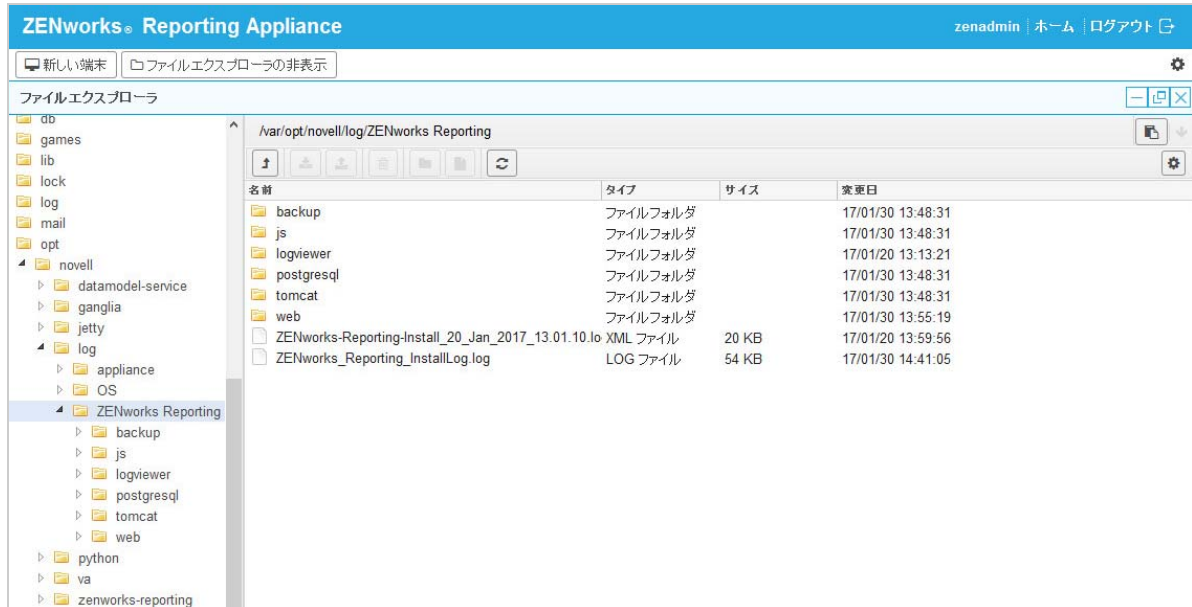 ZENworks® Reporting Appliance
zenadmin ホーム ログアウト
新しい端末 ファイルエクスプローラの非表示
ファイルエクスプローラ
db
games
lib
lock
log
mail
opt
novell
datamodel-service
ganglia
jetty
log
appliance
OS
ZENworks Reporting
backup
js
logviewer
postgresql
tomcat
web
python
va
zenworks-reporting
/var/opt/novell/log/ZENworks Reporting
名前 タイプ サイズ 変更日
backup ファイルフォルダ 17/01/30 13:48:31
js ファイルフォルダ 17/01/30 13:48:31
logviewer ファイルフォルダ 17/01/20 13:13:21
postgresql ファイルフォルダ 17/01/30 13:48:31
tomcat ファイルフォルダ 17/01/30 13:48:31
web ファイルフォルダ 17/01/30 13:55:19
ZENworks-Reporting-Install_20_Jan_2017_13.01.10.lo XML ファイル 20 KB 17/01/20 13:59:56
ZENworks_Reporting_InstallLog.log LOG ファイル 54 KB 17/01/30 14:41:05